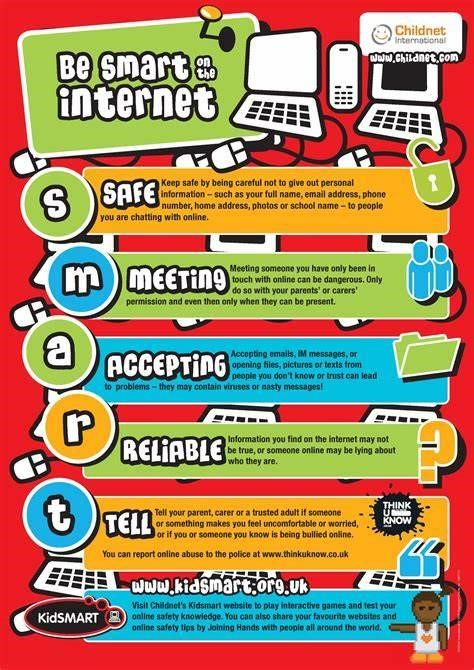 Be smart on the internet
Childnet International
www.childnet.com
s
SAFE
Keep safe by being careful not to give out personal
information – such as your full name, email address, phone
number, home address, photos or school name – to people
you are chatting with online.
m
MEETING
Meeting someone you have only been in
touch with online can be dangerous. Only
do so with your parents' or carers'
permission and even then only when they can be present.
a
ACCEPTING
Accepting emails, IM messages, or
opening files, pictures or texts from
people you don't know or trust can lead
to problems – they may contain viruses or nasty messages!
r
RELIABLE
Information you find on the internet may not
be true, or someone online may be lying about
who they are.
t
TELL
Tell your parent, carer or a trusted adult if someone
or something makes you feel uncomfortable or worried,
or if you or someone you know is being bullied online.
You can report online abuse to the police at www.thinkuknow.co.uk
THINK
U
KNOW
www.kidsmart.org.uk
KidSMART
Visit Childnet's Kidsmart website to play interactive games and test your
online safety knowledge. You can also share your favourite websites and
online safety tips by Joining Hands with people all around the world.